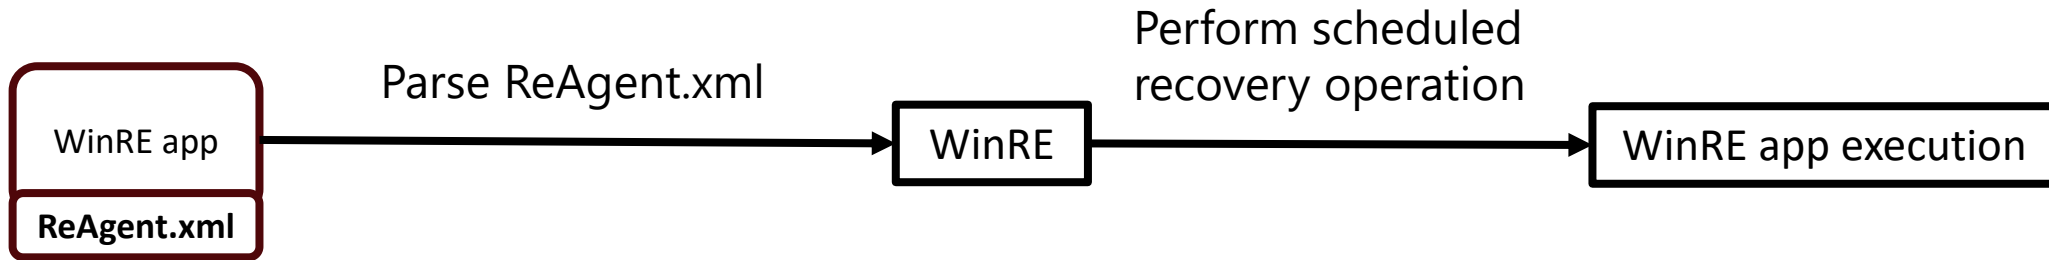 WinRE app
ReAgent.xml
Parse ReAgent.xml
WinRE
Perform scheduled
recovery operation
WinRE app execution